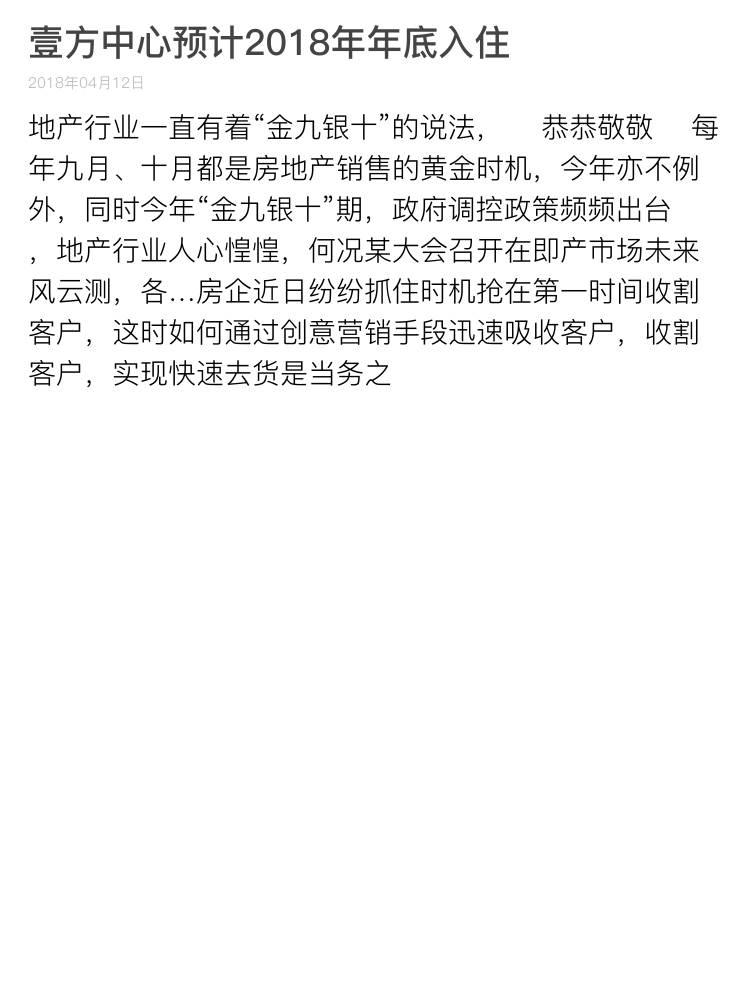 壹方中心预计2018年年底入住
2018年04月12日
地产行业一直有着“金九银十”的说法， 恭恭敬敬 每
年九月、十月都是房地产销售的黄金时机，今年亦不例
外，同时今年“金九银十”期，政府调控政策频频出台
，地产行业人心惶惶，何况某大会召开在即产市场未来
风云测，各…房企近日纷纷抓住时机抢在第一时间收割
客户，这时如何通过创意营销手段迅速吸收客户，收割
客户，实现快速去货是当务之